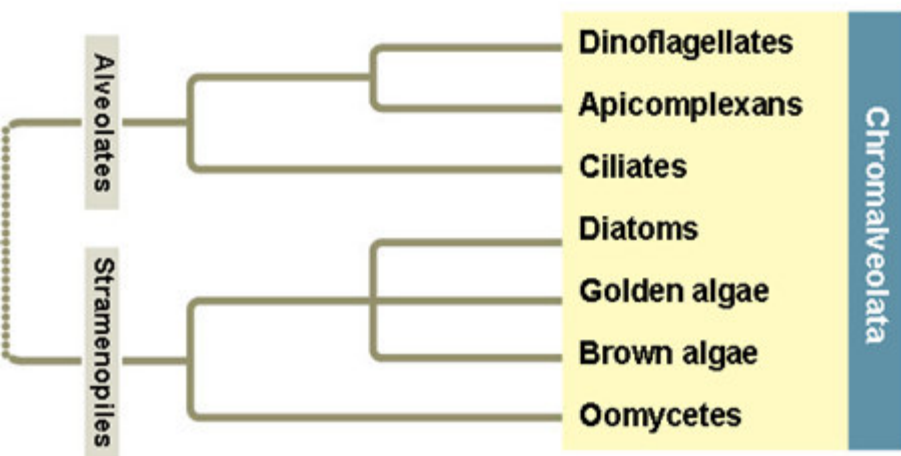 Alveolates
Stramenopiles
Dinoflagellates
Apicomplexans
Ciliates
Diatoms
Golden algae
Brown algae
Oomycetes
Chromalveolata